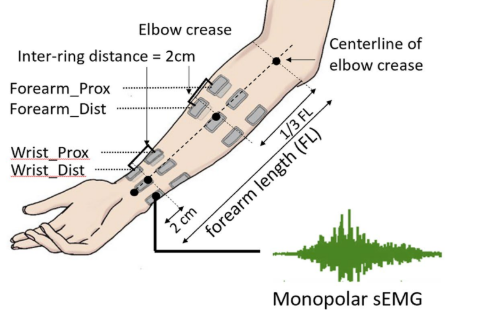 Elbow crease
Inter-ring distance = 2cm
Centerline of
elbow crease
Forearm_Prox
Forearm_Dist
1/3 FL
Wrist_Prox
Wrist_Dist
forearm length (FL)
2 cm
Monopolar sEMG